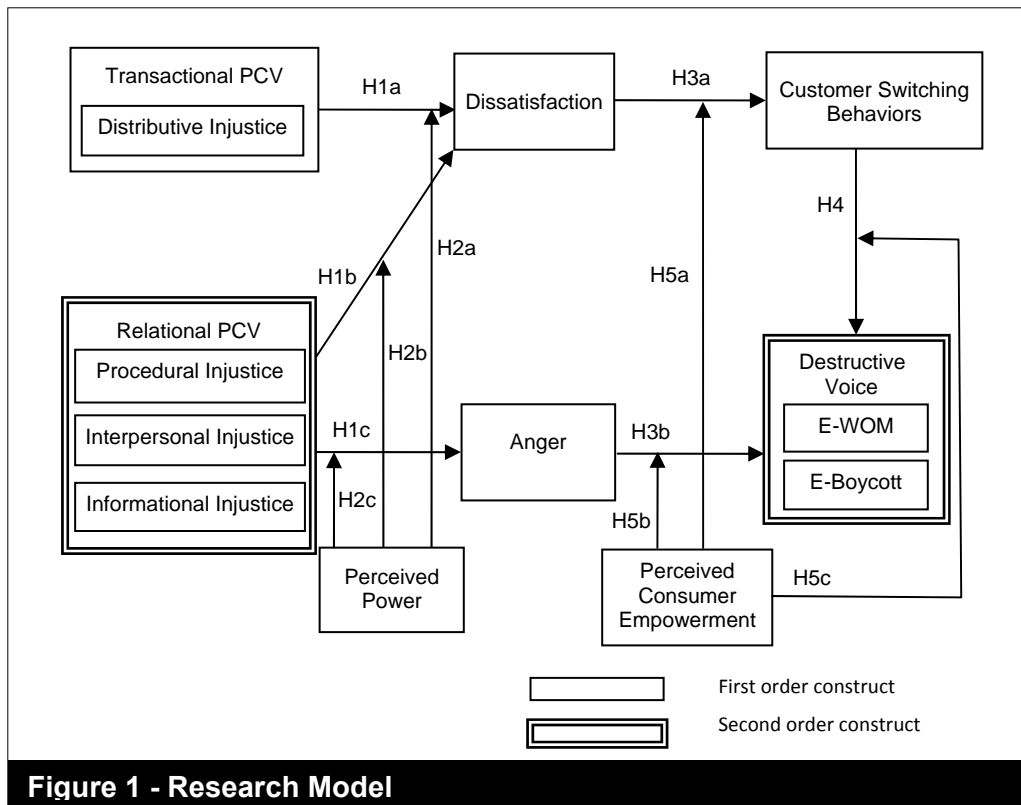 Transactional PCV
Distributive Injustice
H1a
Dissatisfaction
H3a
Customer Switching
Behaviors
H4
H2a
H1b
H5a
H2b
Relational PCV
Procedural Injustice
Interpersonal Injustice
Informational Injustice
H1c
H2c
Anger
H3b
H5b
Destructive
Voice
E-WOM
E-Boycott
Perceived
Power
Perceived
Consumer
Empowerment
H5c
First order construct
Second order construct
Figure 1 - Research Model